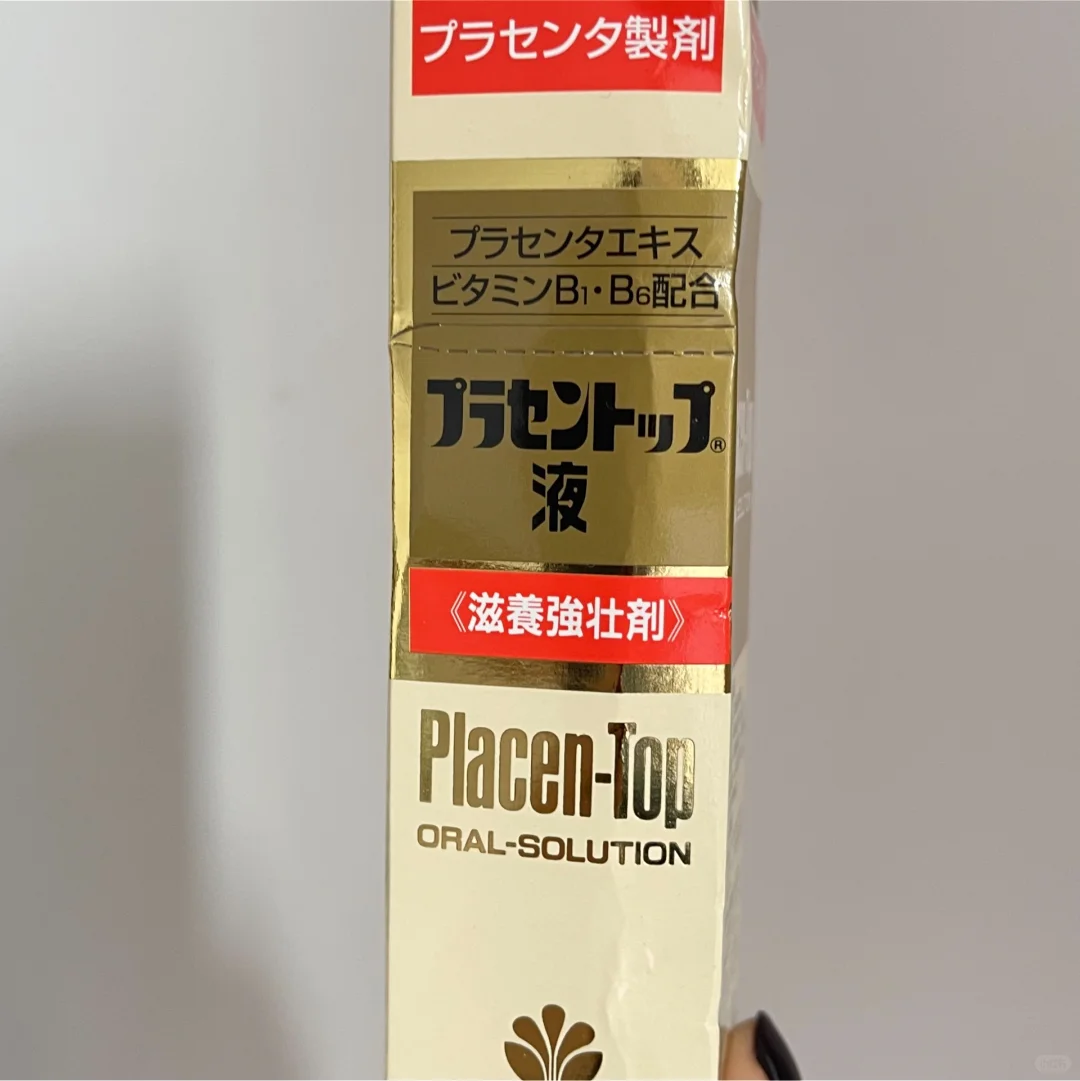 プラセンタ製剤
プラセンタエキス
ビタミンB₁・B₆配合
プラセントップ®
液
《滋養強壮剤》
Placen-Top
ORAL-SOLUTION